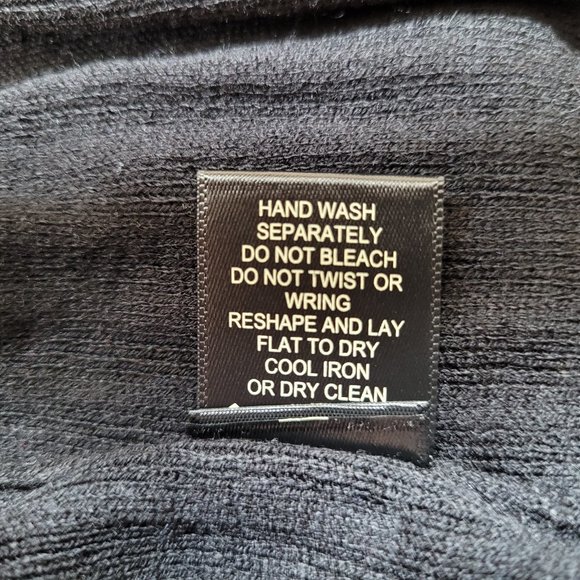 HAND WASH
SEPARATELY
DO NOT BLEACH
DO NOT TWIST OR
WRING
RESHAPE AND LAY
FLAT TO DRY
COOL IRON
OR DRY CLEAN